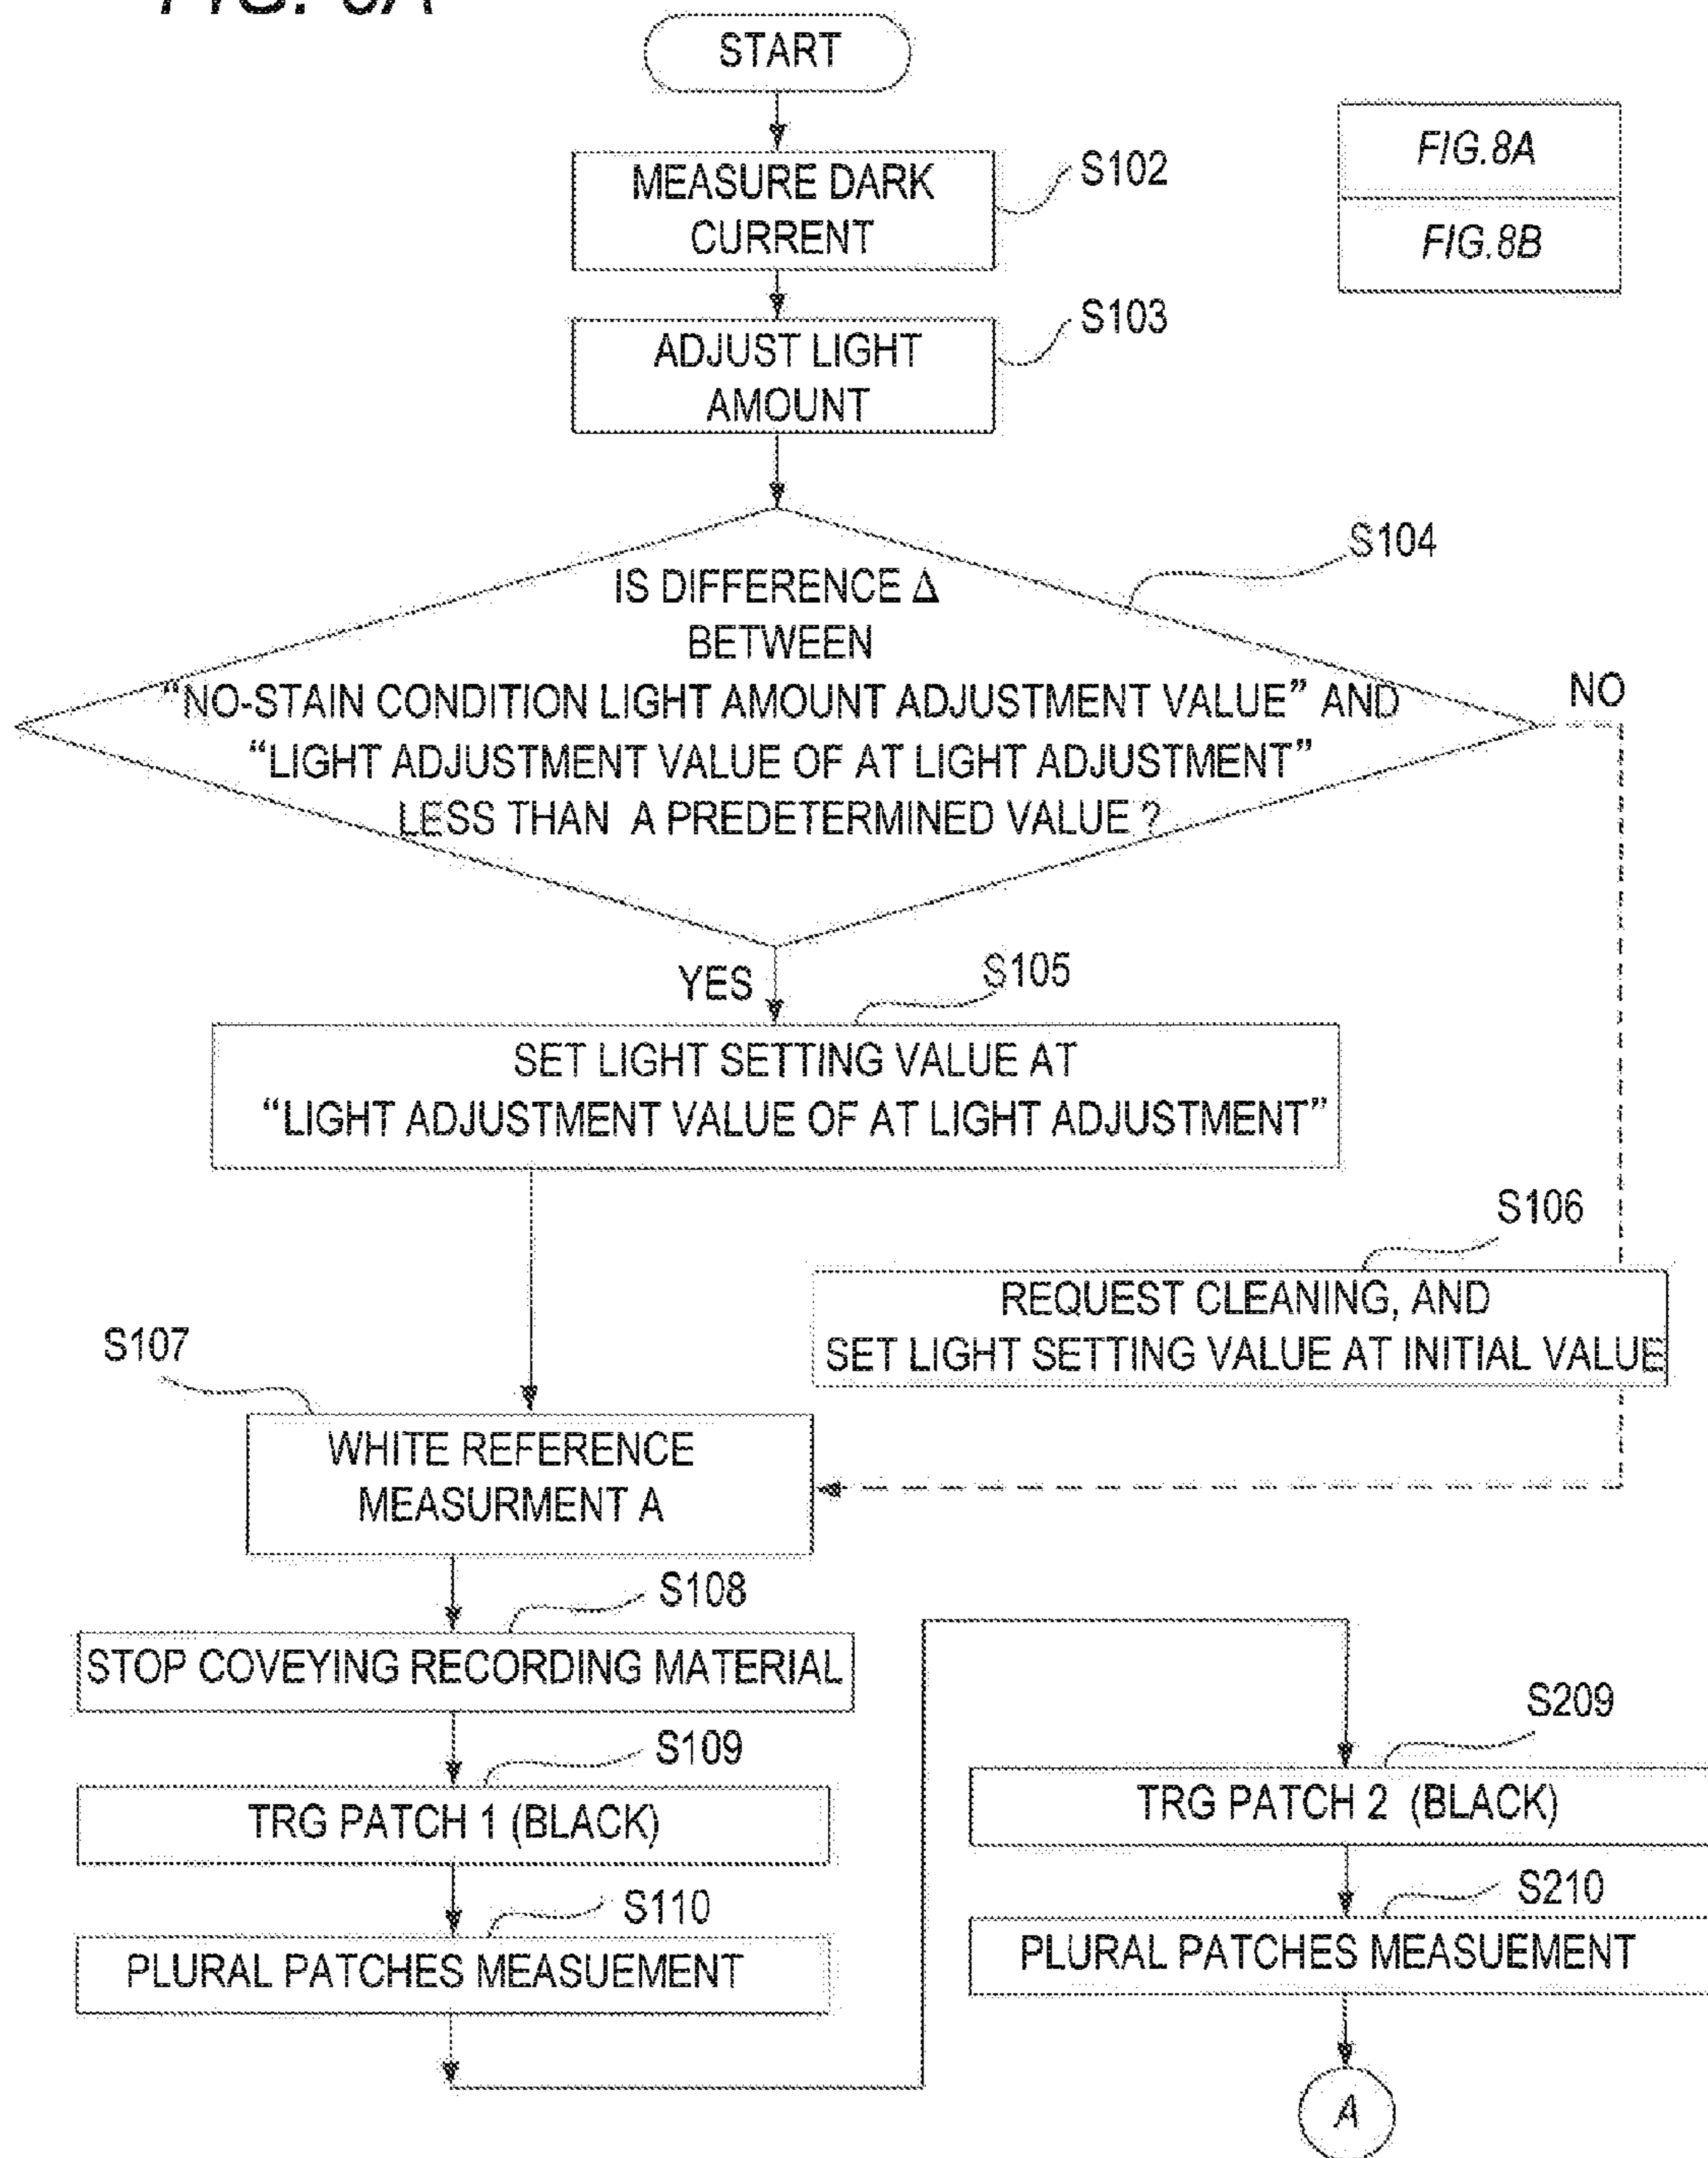 FIG. 8A
START
MEASURE DARK
CURRENT
S102
FIG.8A
FIG.8B
ADJUST LIGHT
AMOUNT
S103
S104
IS DIFFERENCE Δ
BETWEEN
“NO-STAIN CONDITION LIGHT AMOUNT ADJUSTMENT VALUE” AND
“LIGHT ADJUSTMENT VALUE OF AT LIGHT ADJUSTMENT”
LESS THAN A PREDETERMINED VALUE ?
NO
YES
S105
SET LIGHT SETTING VALUE AT
“LIGHT ADJUSTMENT VALUE OF AT LIGHT ADJUSTMENT”
S106
REQUEST CLEANING, AND
SET LIGHT SETTING VALUE AT INITIAL VALUE
S107
WHITE REFERENCE
MEASURMENT A
S108
STOP COVEYING RECORDING MATERIAL
S109
TRG PATCH 1 (BLACK)
S110
PLURAL PATCHES MEASUEMENT
S209
TRG PATCH 2 (BLACK)
S210
PLURAL PATCHES MEASUEMENT
A